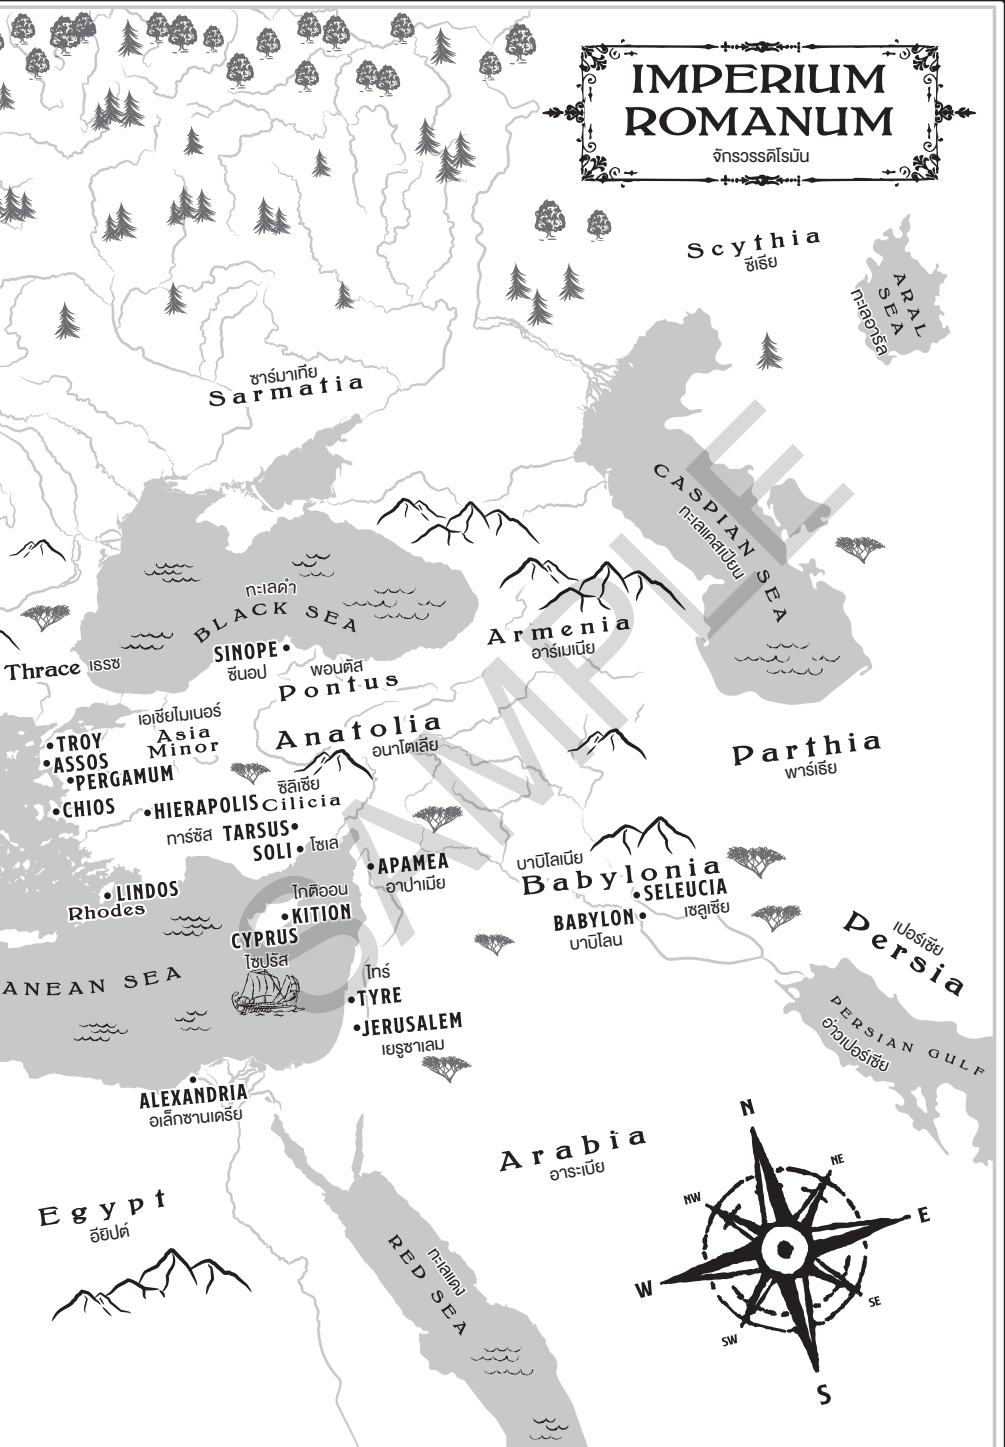 IMPERIUM
ROMANUM
จักรวรรดิโรมัน
Scythia
ซีเธีย
ARAL
SEA
ทะเลอารัล
ซาร์มาเทีย
Sarmatia
CASPIAN SEA
ทะเลแคสเปียน
ทะเลดำ
BLACK SEA
Armenia
อาร์เมเนีย
Thrace เธรซ
SINOPE
ซีนอป
พอนตัส
Pontus
เอเชียไมเนอร์
Asia
Minor
Anatolia
อนาโตเลีย
Parthia
พาร์เธีย
TROY
ASSOS
PERGAMUM
CHIOS
HIERAPOLIS
ซิลิเซีย
Cilicia
ทาร์ซัส TARSUS
SOLI โซเล
APAMEA
อาปาเมีย
บาบิโลเนีย
Babylonia
SELEUCIA
เซลูเซีย
BABYLON
บาบิโลน
LINDOS
Rhodes
ไกติออน
KITION
CYPRUS
ไซปรัส
เปอร์เซีย
Persia
ANEAN SEA
ไทร์
TYRE
JERUSALEM
เยรูซาเลม
PERSIAN GULF
อ่าวเปอร์เซีย
ALEXANDRIA
อเล็กซานเดรีย
Arabia
อาระเบีย
Egypt
อียิปต์
RED SEA
ทะเลแดง
N
NE
NW
E
W
SE
SW
S
SAMPLE